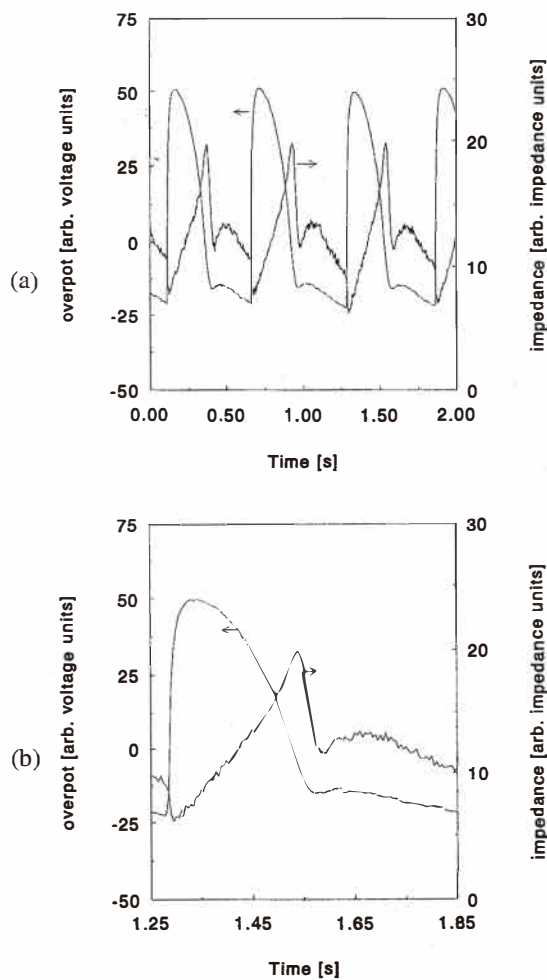 (a)
75
50
25
0
-25
-50
overpot [arb. voltage units]
30
20
10
0
impedance [arb. impedance units]
0.00 0.50 1.00 1.50 2.00
Time [s]
(b)
75
50
25
0
-25
-50
overpot [arb. voltage units]
30
20
10
0
impedance [arb. impedance units]
1.25 1.45 1.65 1.85
Time [s]